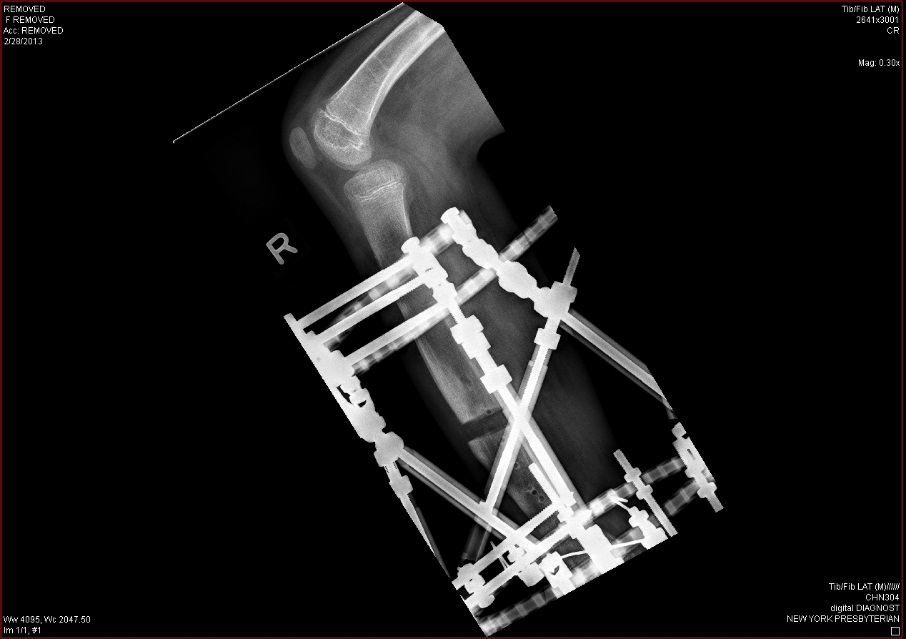 REMOVED
F REMOVED
Acc: REMOVED
2/28/2013
Tib/Fib LAT (M)
2641x3001
CR
Mag: 0.30x
R
Ww 4095, Wc 2047.50
Im 1/1, #1
Tib/Fib LAT (M)//////
CHN304
digital DIAGNOST
NEW YORK PRESBYTERIAN